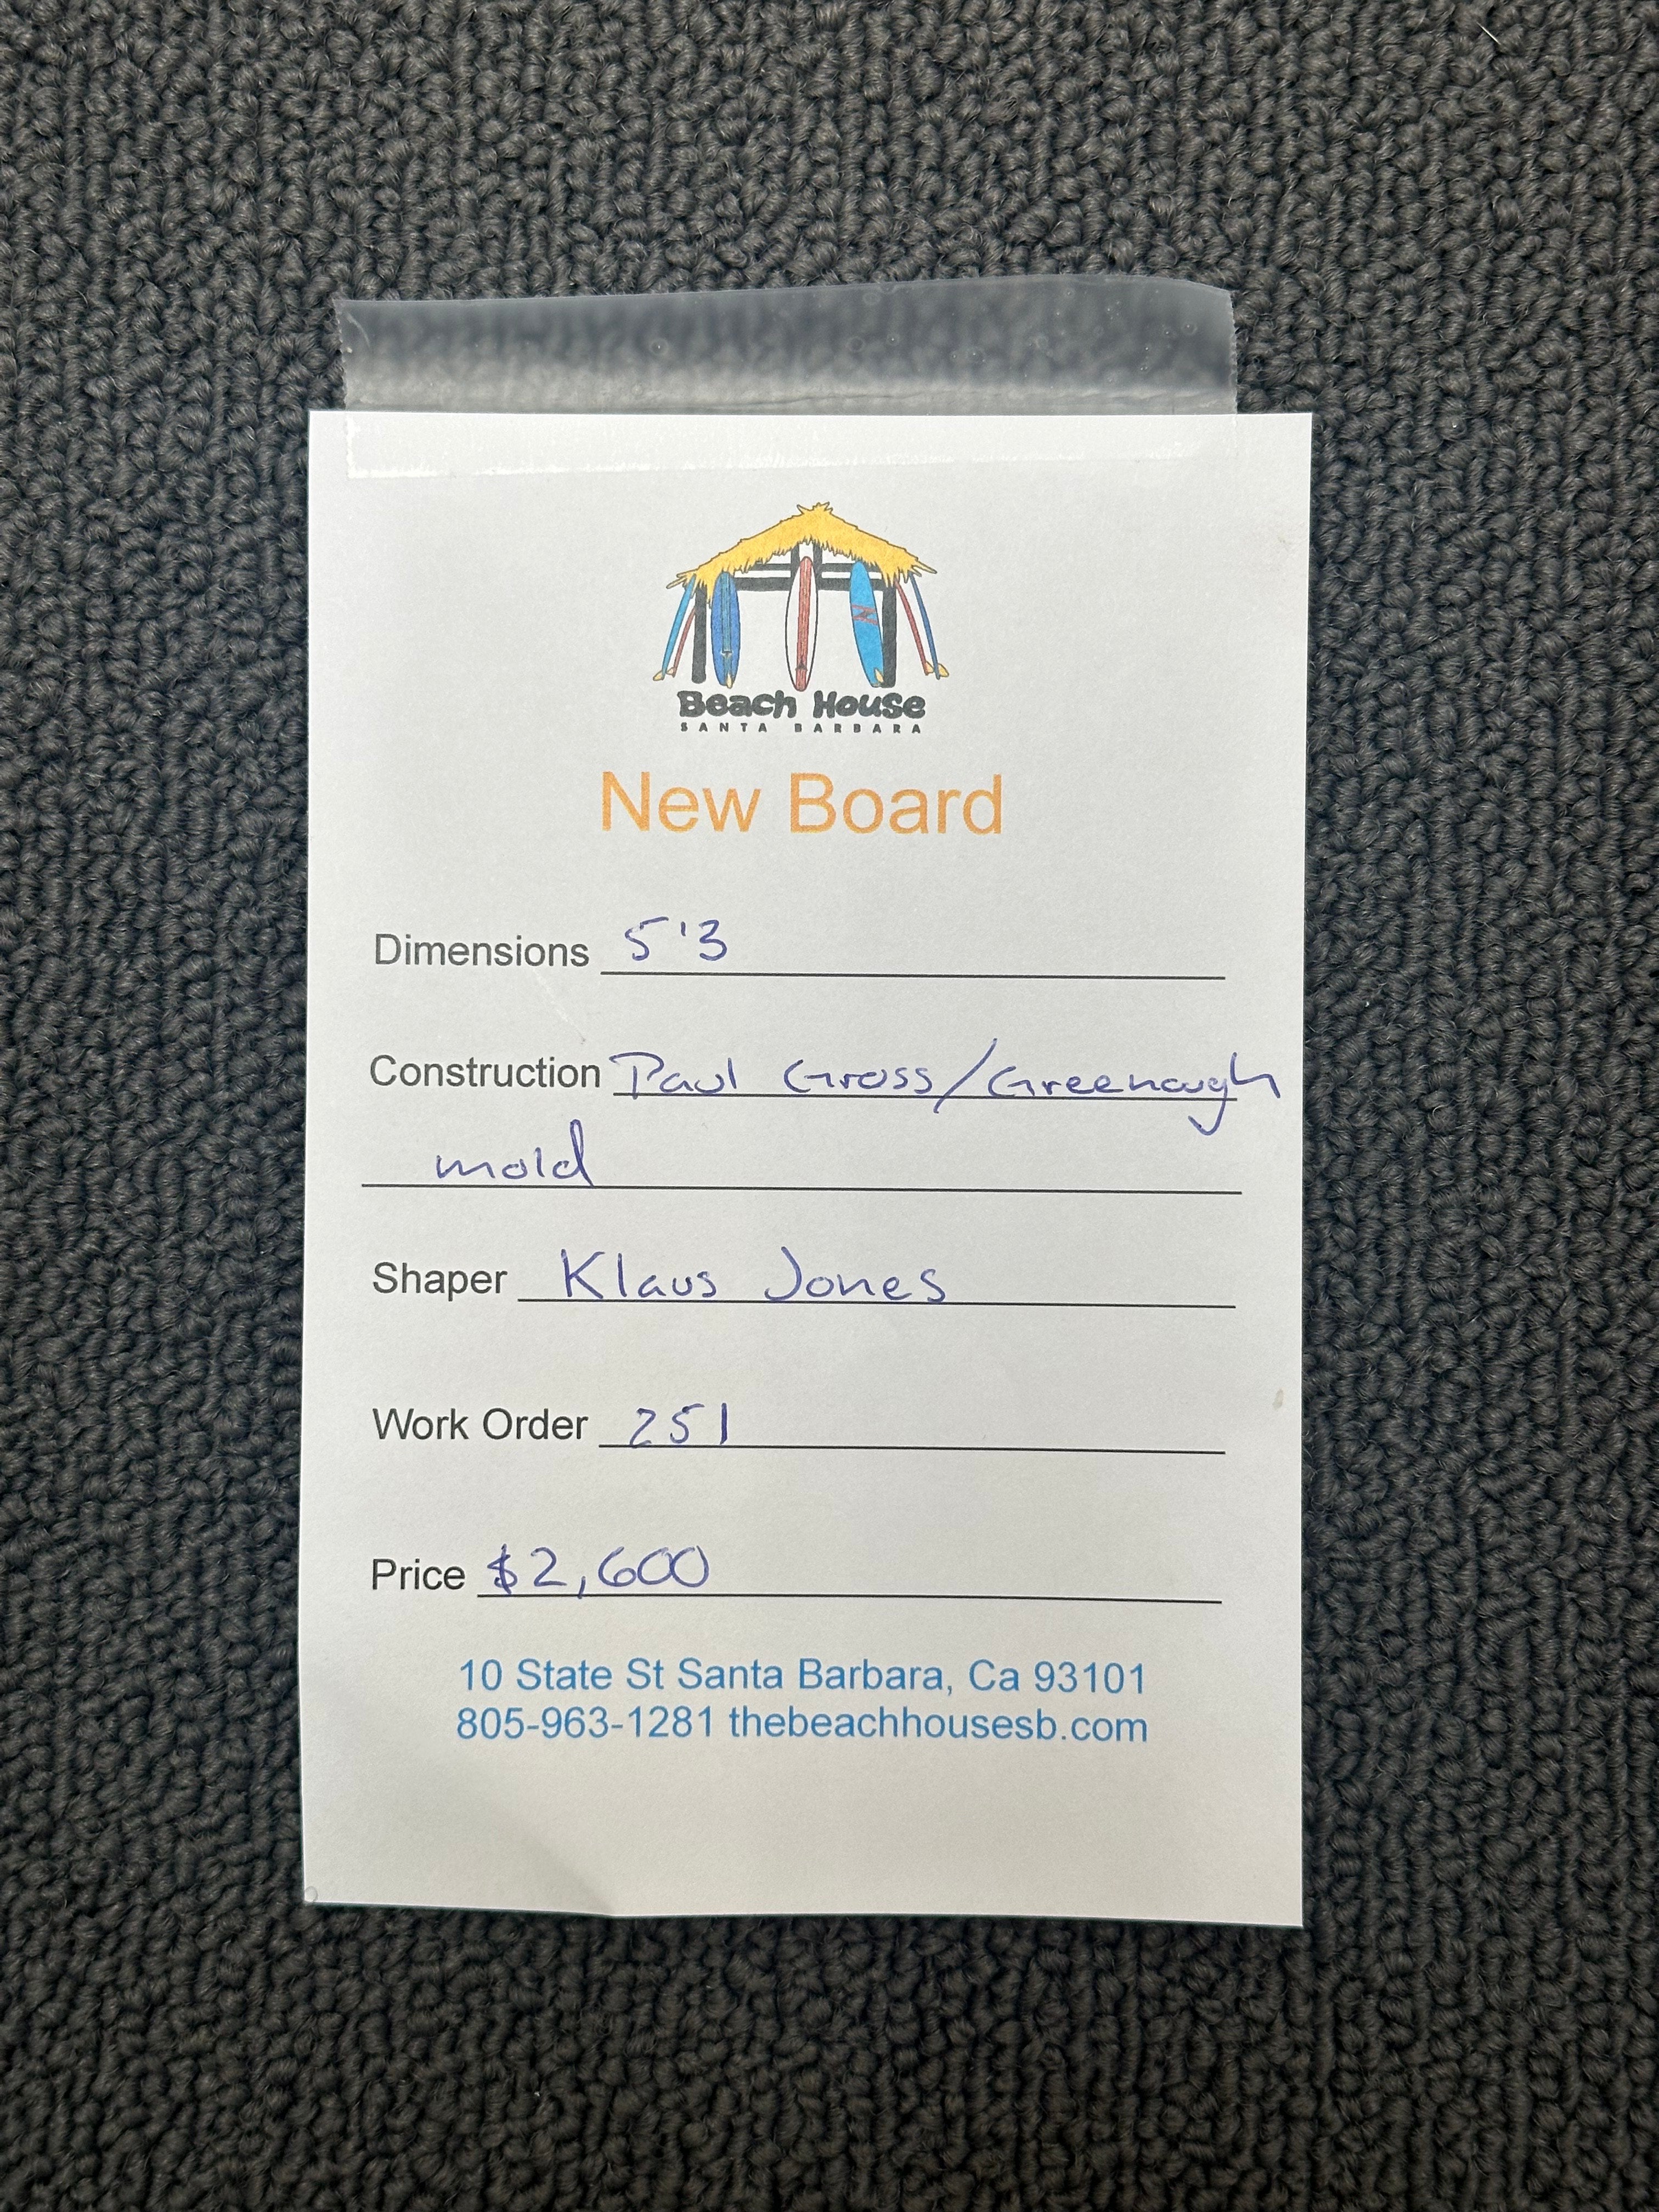 Beach House
SANTA BARBARA
New Board
Dimensions 5'3
Construction Paul Gross/Greenough
mold
Shaper Klaus Jones
Work Order 251
Price $2,600
10 State St Santa Barbara, Ca 93101
805-963-1281 thebeachhousesb.com